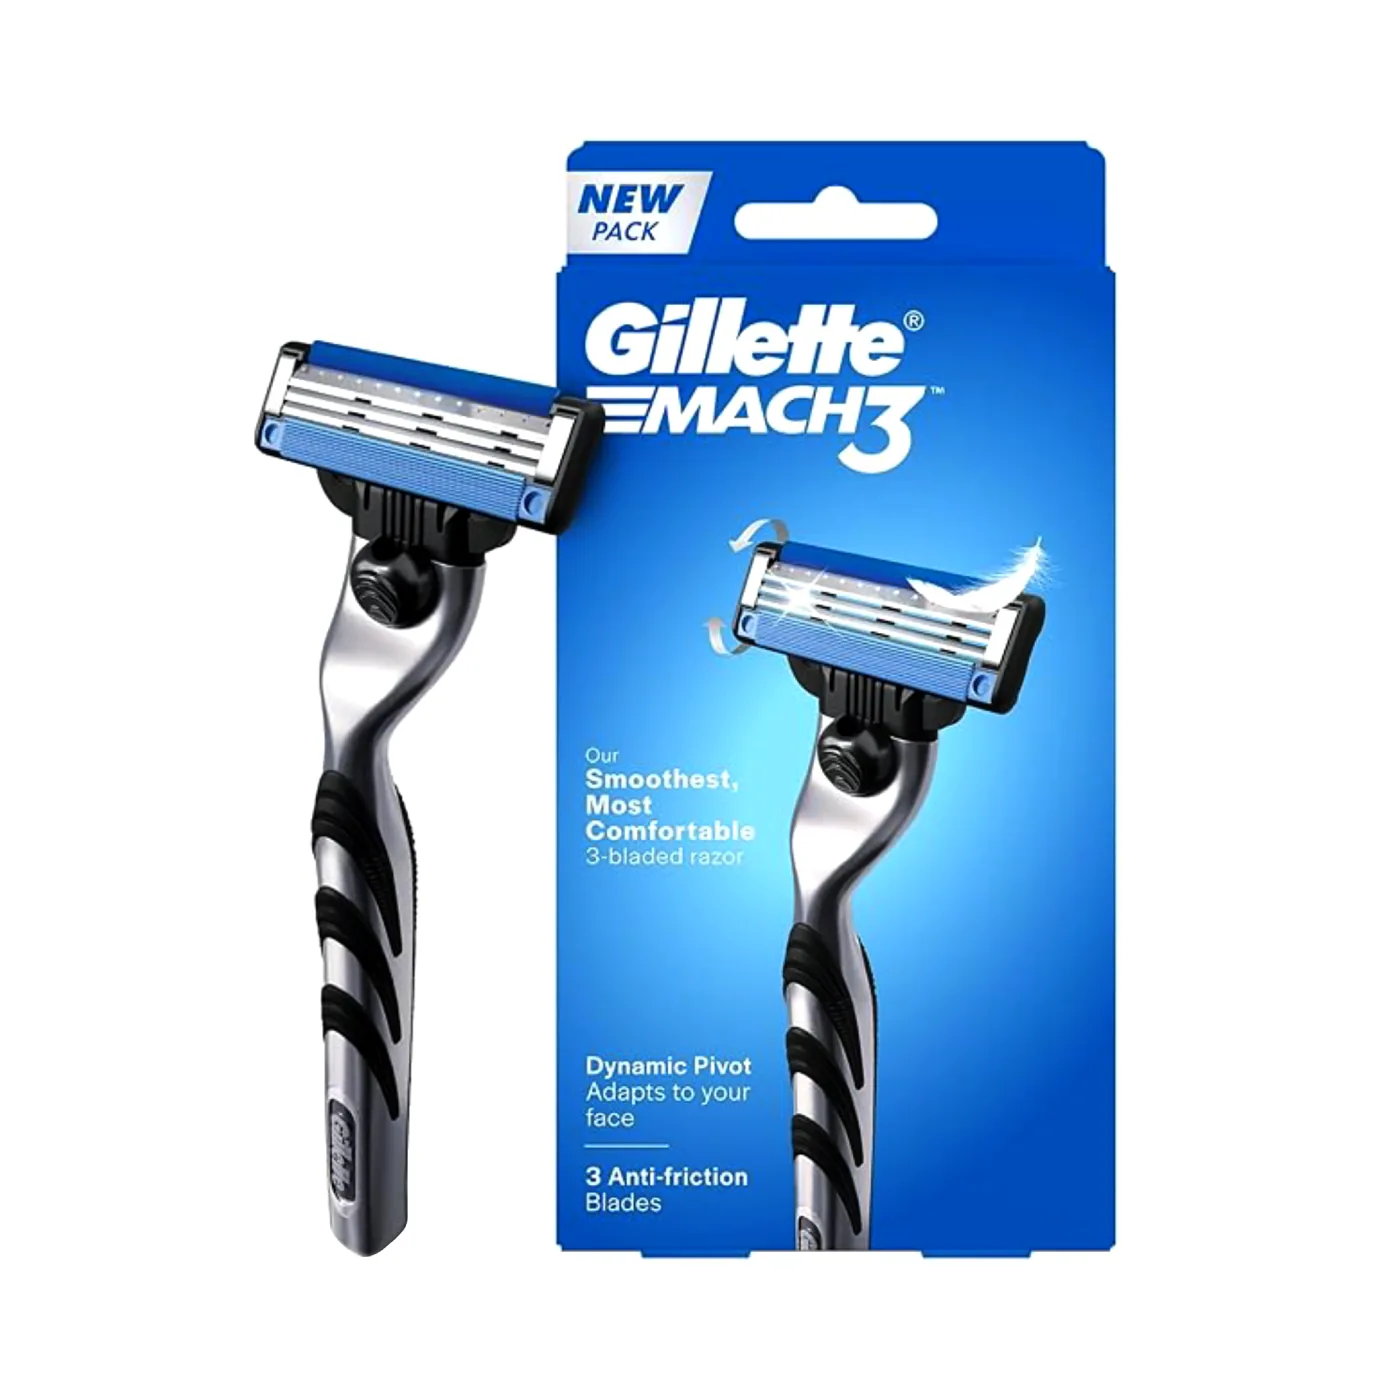 NEW
PACK
Gillette®
MACH3™
Our
Smoothest,
Most
Comfortable
3-bladed razor
Dynamic Pivot
Adapts to your
face
3 Anti-friction
Blades
Gillette